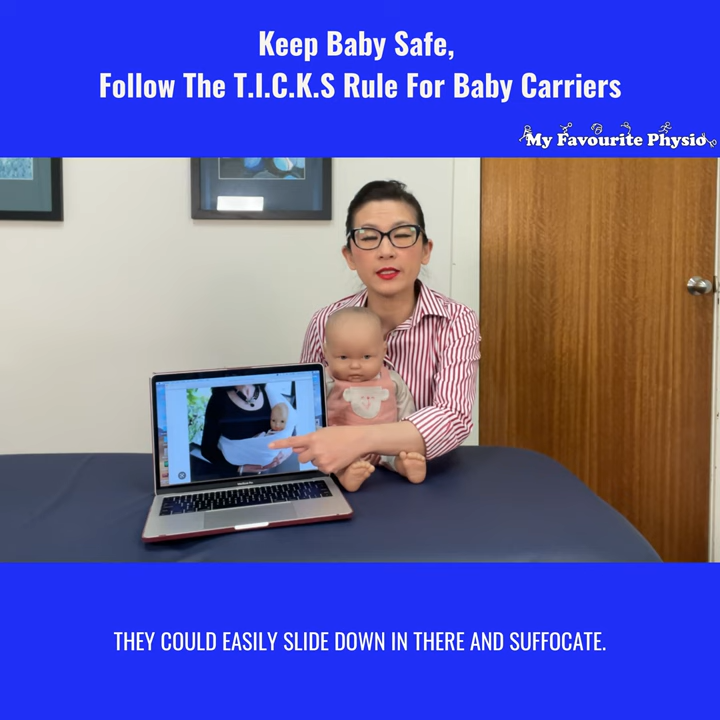 Keep Baby Safe,
Follow The T.I.C.K.S Rule For Baby Carriers
My Favourite Physio
THEY COULD EASILY SLIDE DOWN IN THERE AND SUFFOCATE.